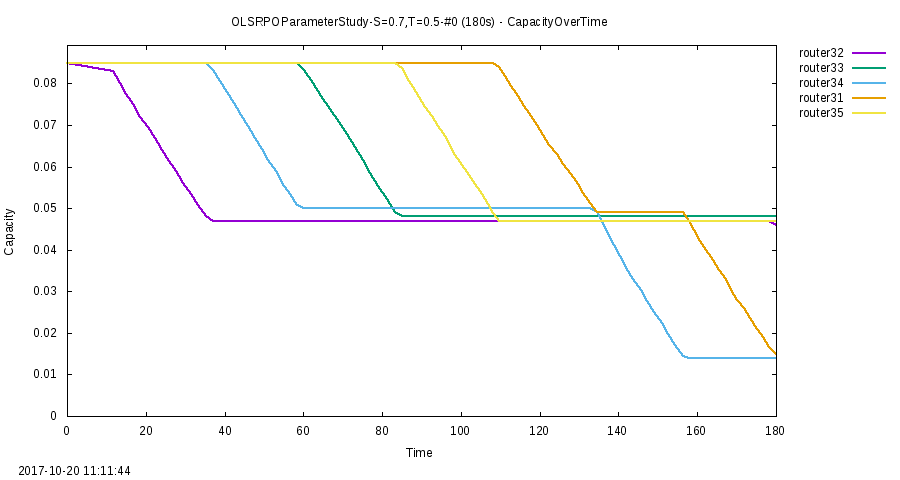 OLSRPOParameterStudy-S=0.7,T=0.5-#0 (180s) - CapacityOverTime
router32
router33
router34
router31
router35
0.08
0.07
0.06
0.05
0.04
0.03
0.02
0.01
0
Capacity
0 20 40 60 80 100 120 140 160 180
Time
2017-10-20 11:11:44